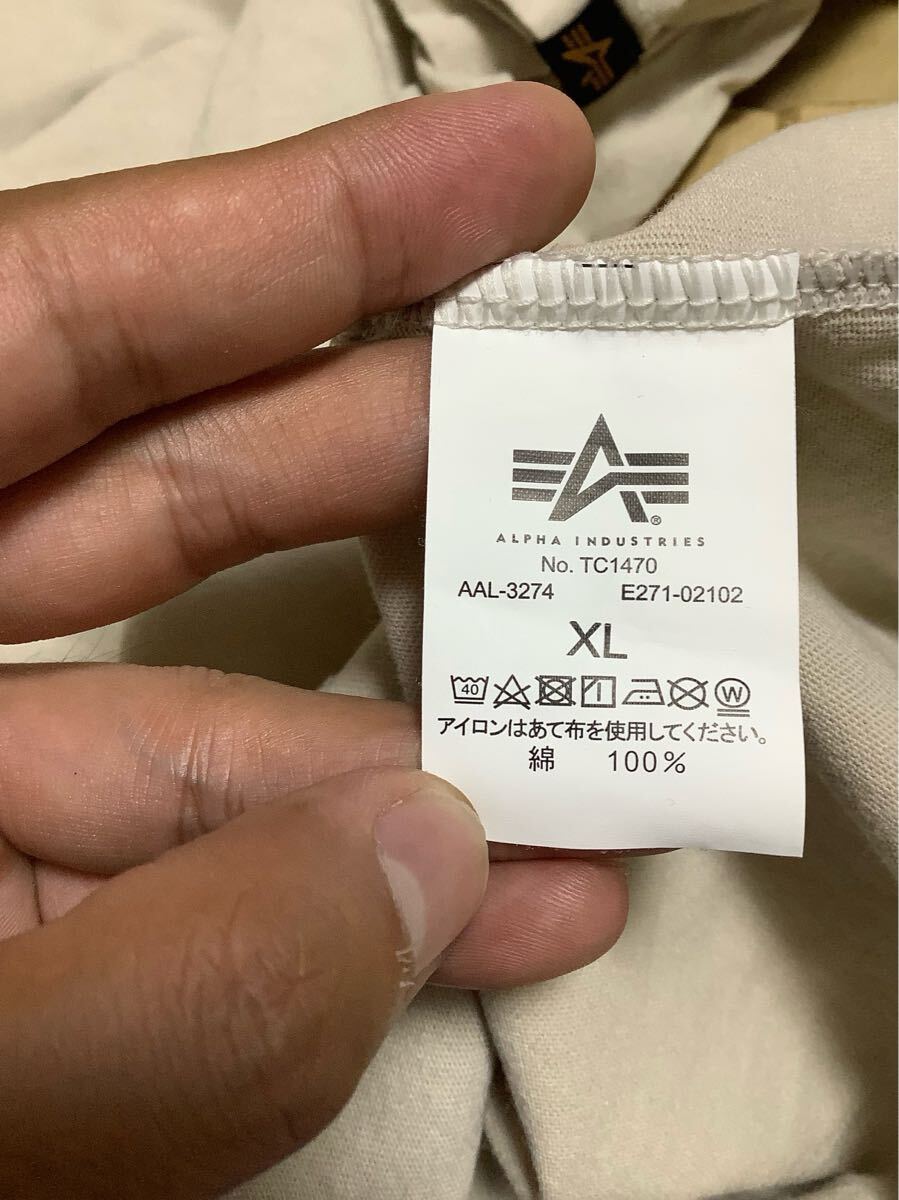 ALPHA INDUSTRIES
No. TC1470
AAL-3274 E271-02102
XL
40 W
アイロンはあて布を使用してください。
綿 100%